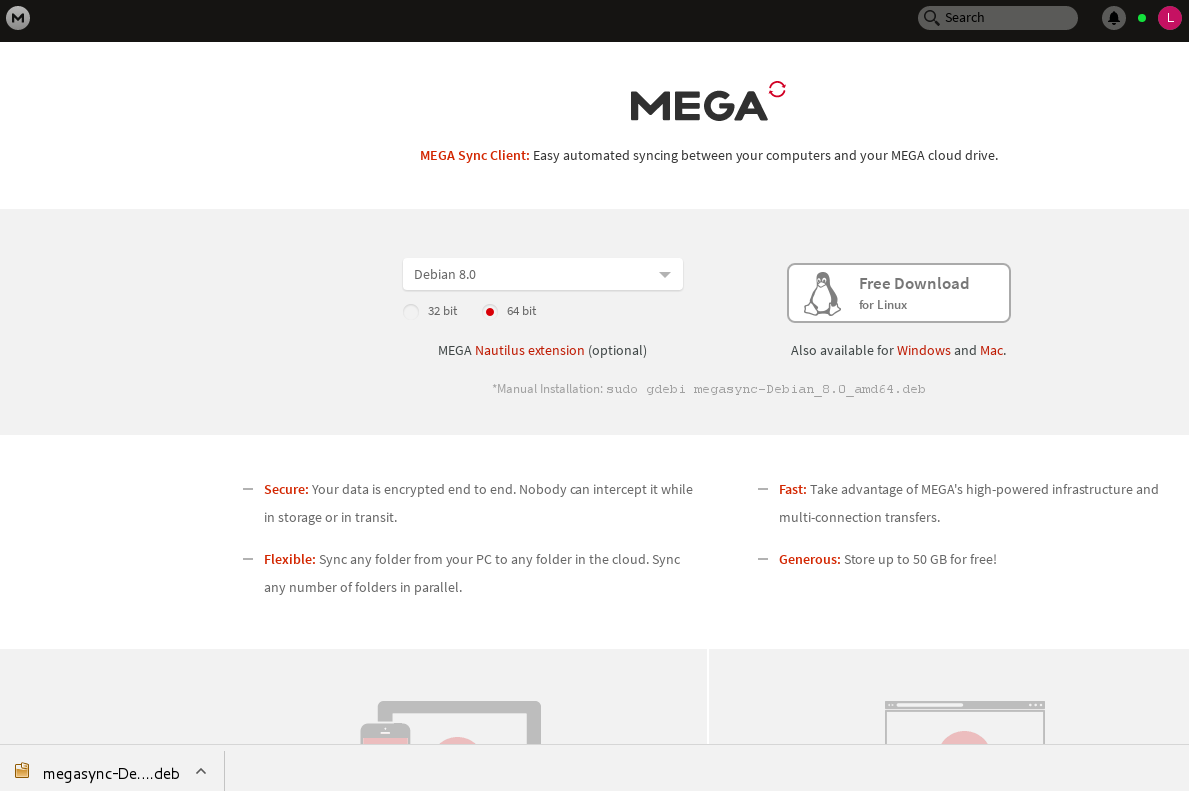 M
Search
L
MEGA
MEGA Sync Client: Easy automated syncing between your computers and your MEGA cloud drive.
Debian 8.0
32 bit
64 bit
MEGA Nautilus extension (optional)
Free Download
for Linux
Also available for Windows and Mac.
*Manual Installation: sudo gdebi megasync-Debian_8.0_amd64.deb
Secure: Your data is encrypted end to end. Nobody can intercept it while
in storage or in transit.
Flexible: Sync any folder from your PC to any folder in the cloud. Sync
any number of folders in parallel.
Fast: Take advantage of MEGA's high-powered infrastructure and
multi-connection transfers.
Generous: Store up to 50 GB for free!
megasync-De....deb